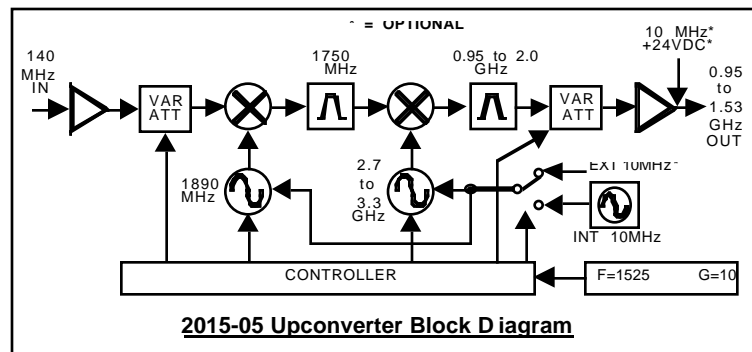 * = OPTIONAL
140
MHz
IN
VAR
ATT
1750
MHz
0.95 to 2.0
GHz
VAR
ATT
10 MHz*
+24VDC*
0.95
to
1.53
GHz
OUT
1890
MHz
2.7
to
3.3
GHz
EXT 10MHz*
INT 10MHz
CONTROLLER
F=1525 G=10
2015-05 Upconverter Block Diagram